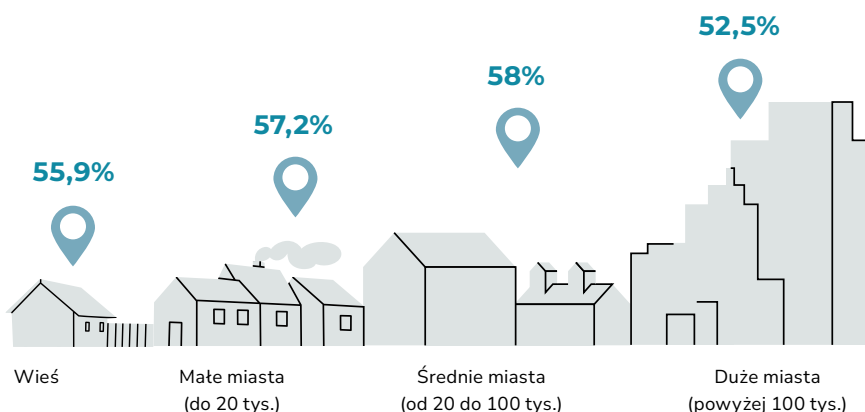 52,5%
58%
57,2%
55,9%
Wieś
Małe miasta
(do 20 tys.)
Średnie miasta
(od 20 do 100 tys.)
Duże miasta
(powyżej 100 tys.)